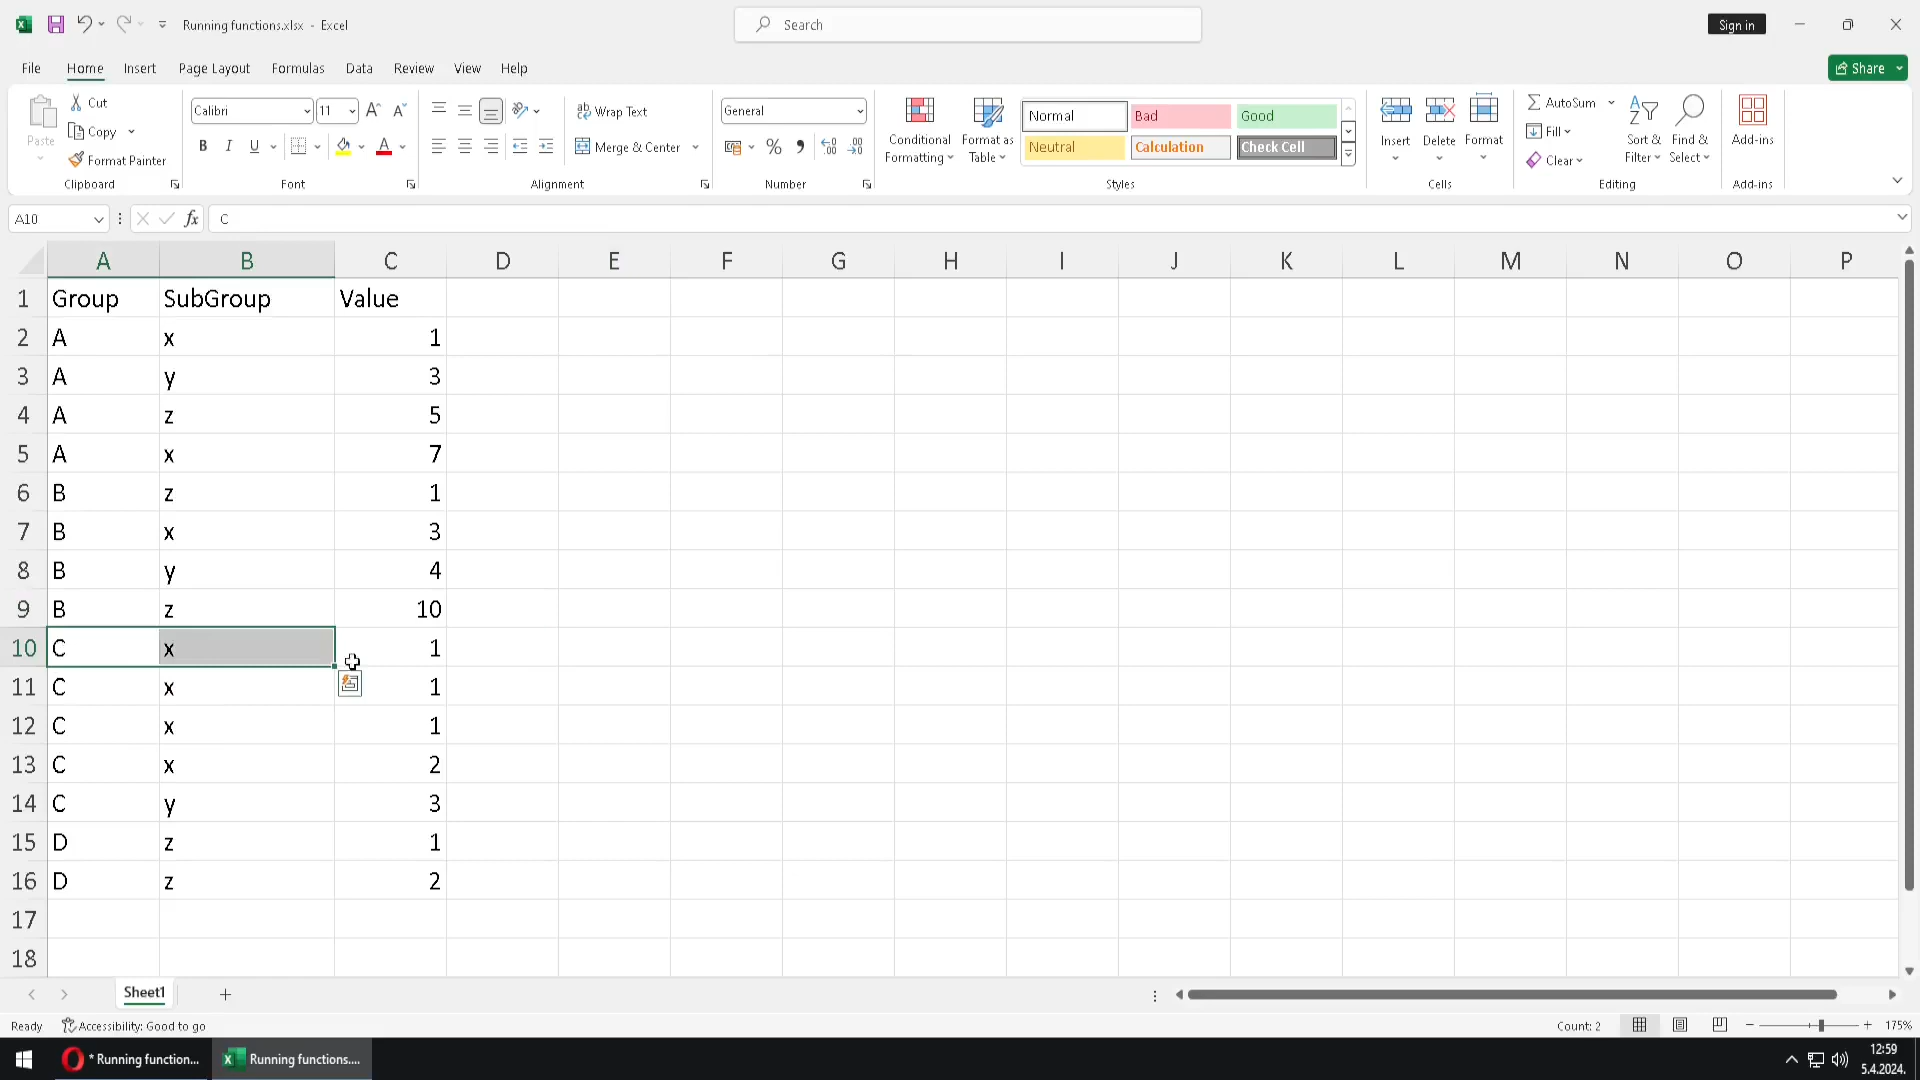 Running functions.xlsx - Excel
Search
Sign in
File Home Insert Page Layout Formulas Data Review View Help
Share
Paste
Cut
Copy
Format Painter
Clipboard
Calibri 11
B I U
Font
Wrap Text
Merge & Center
Alignment
General
Number
Conditional Formatting
Format as Table
Normal Bad Good
Neutral Calculation Check Cell
Styles
Insert Delete Format
Cells
AutoSum
Fill
Clear
Sort & Filter
Find & Select
Editing
Add-ins
Add-ins
A10 fx C
A B C D E F G H I J K L M N O P
1 Group SubGroup Value
2 A x 1
3 A y 3
4 A z 5
5 A x 7
6 B z 1
7 B x 3
8 B y 4
9 B z 10
10 C x 1
11 C x 1
12 C x 1
13 C x 2
14 C y 3
15 D z 1
16 D z 2
17
18
Sheet1
Ready Accessibility: Good to go Count: 2 175%
* Running function... Running functions....
12:59
5.4.2024.